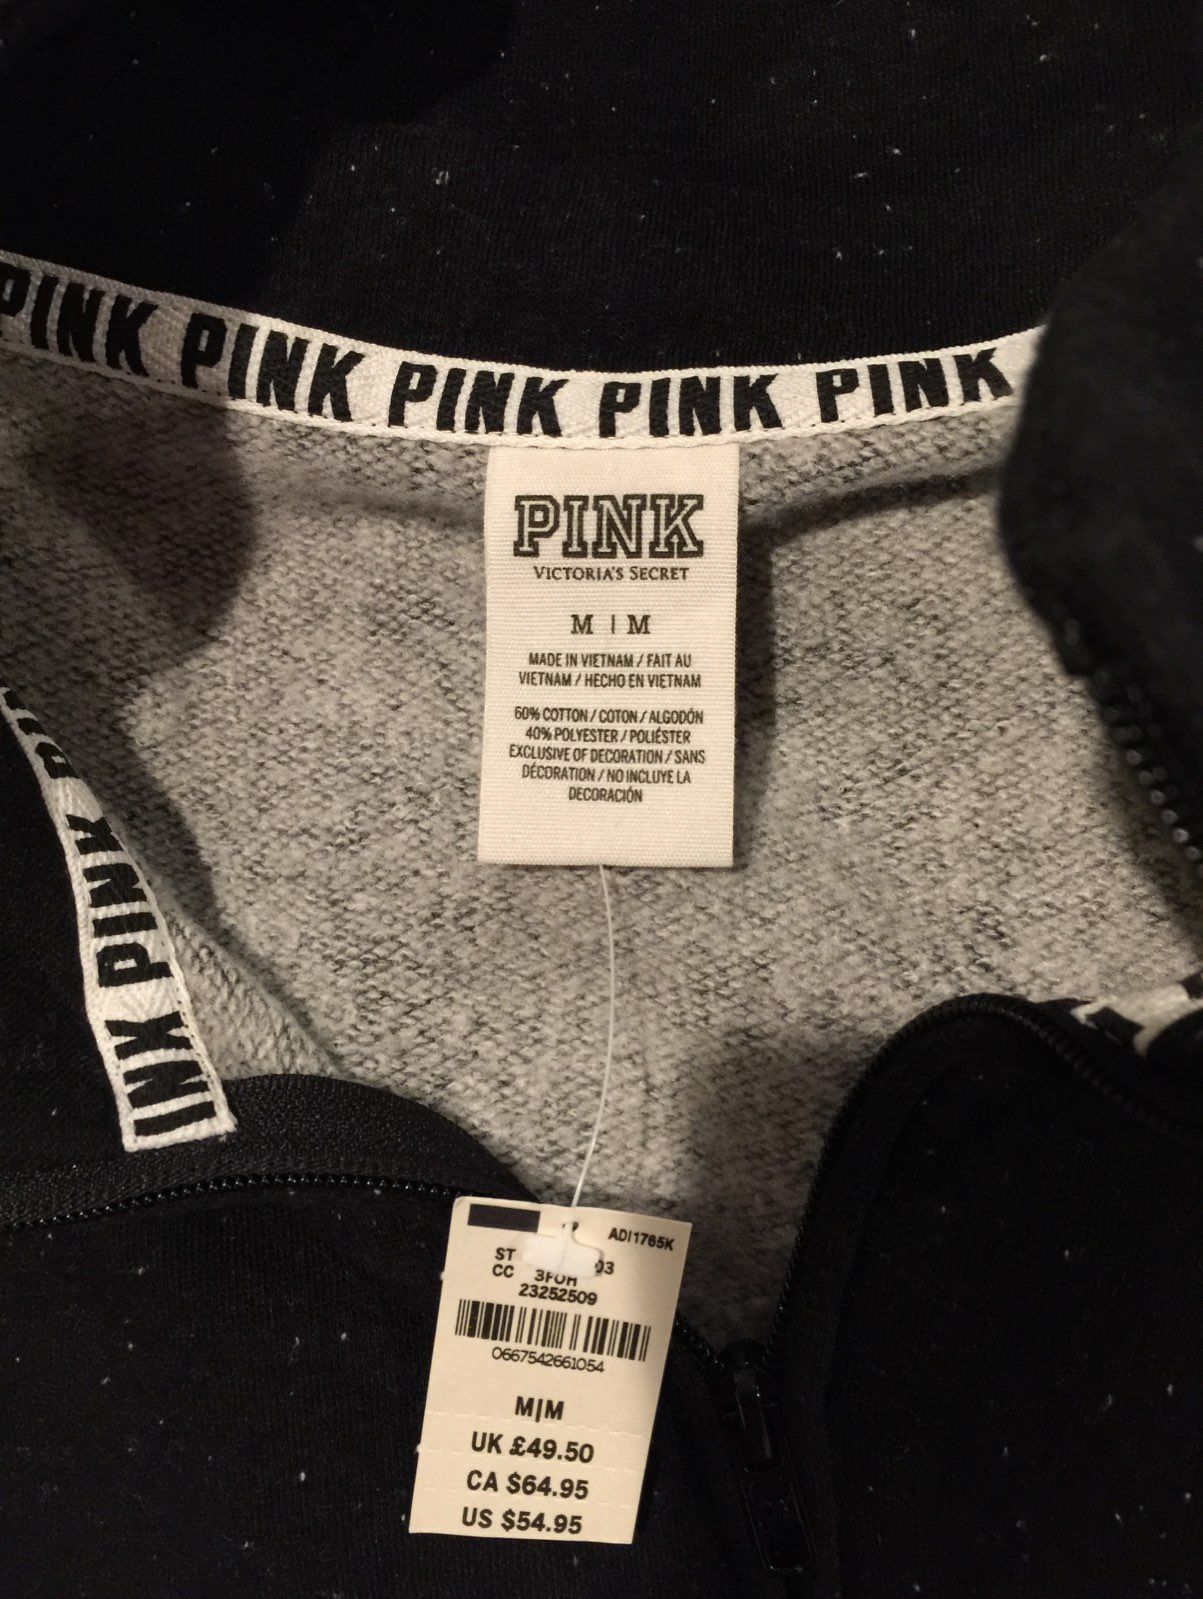 PINK PINK PINK PINK PINK
PINK
VICTORIA'S SECRET
M | M
MADE IN VIETNAM / FAIT AU
VIETNAM / HECHO EN VIETNAM
60% COTTON / COTON / ALGODÓN
40% POLYESTER / POLIÉSTER
EXCLUSIVE OF DECORATION / SANS
DÉCORATION / NO INCLUYE LA
DECORACIÓN
PINK
ADI1765K
ST
CC 3FOH
23252509
0667542661054
M|M
UK £49.50
CA $64.95
US $54.95